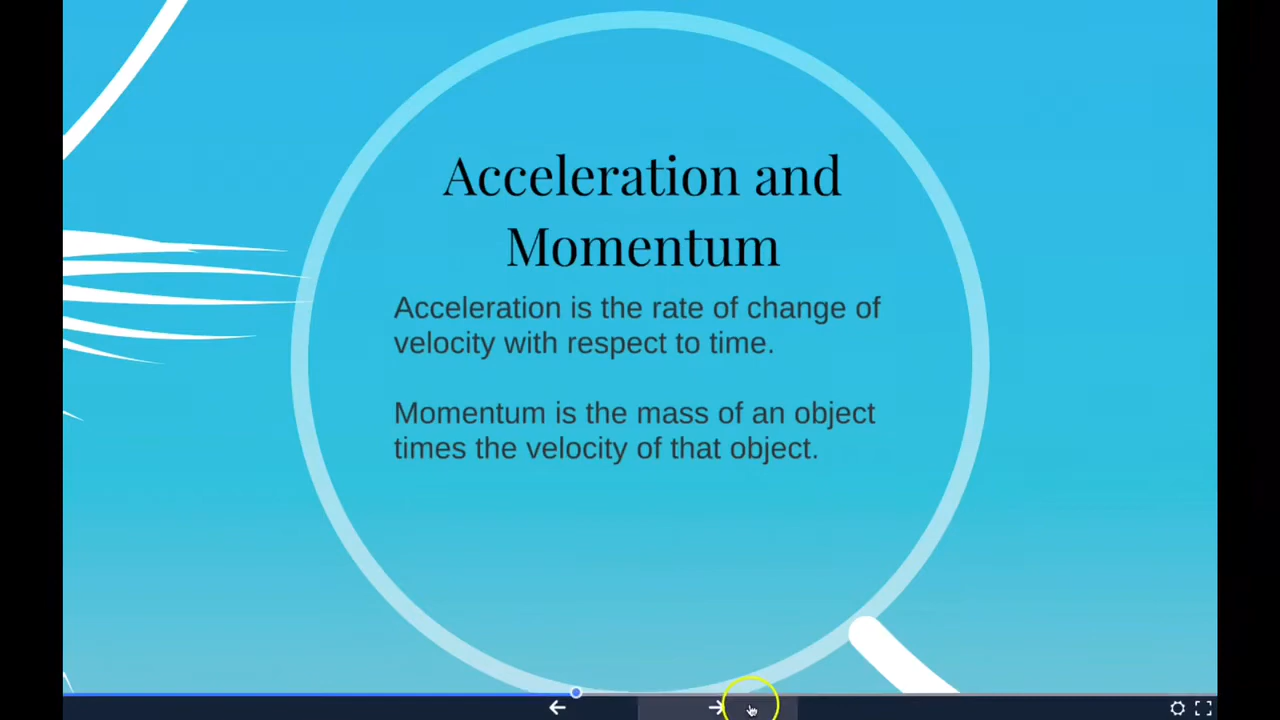 Acceleration and
Momentum
Acceleration is the rate of change of
velocity with respect to time.
Momentum is the mass of an object
times the velocity of that object.